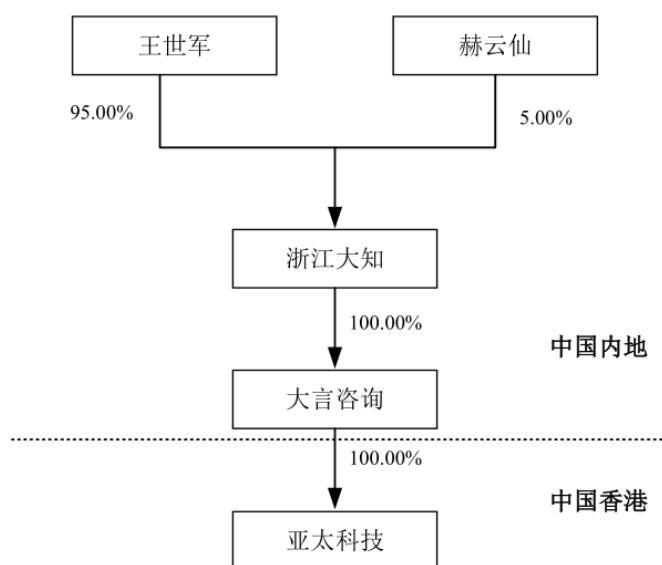 王世军
赫云仙
95.00%
5.00%
浙江大知
100.00%
中国内地
大言咨询
100.00%
中国香港
亚太科技